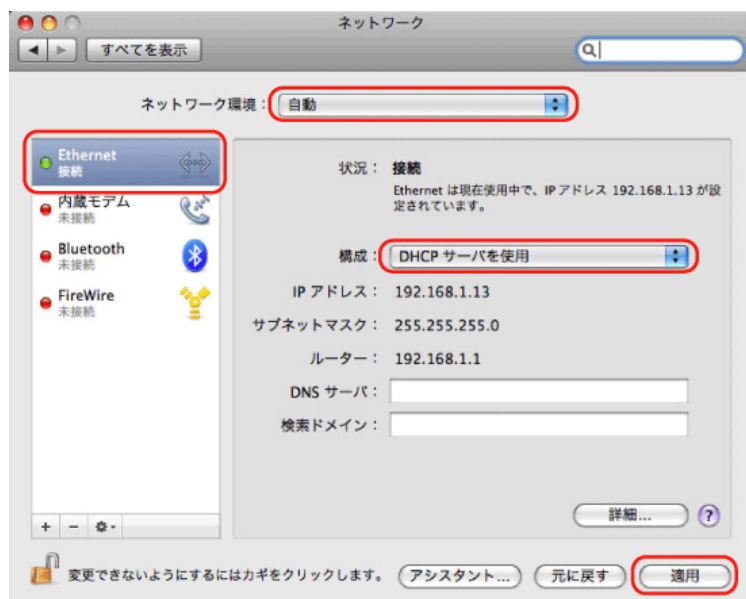 ネットワーク
すべてを表示
ネットワーク環境： 自動
Ethernet
接続
内蔵モデム
未接続
Bluetooth
未接続
FireWire
未接続
状況： 接続
Ethernet は現在使用中で、IP アドレス 192.168.1.13 が設
定されています。
構成： DHCP サーバを使用
IP アドレス： 192.168.1.13
サブネットマスク： 255.255.255.0
ルーター： 192.168.1.1
DNS サーバ：
検索ドメイン：
詳細... ?
+ −
変更できないようにするにはカギをクリックします。 アシスタント... 元に戻す 適用